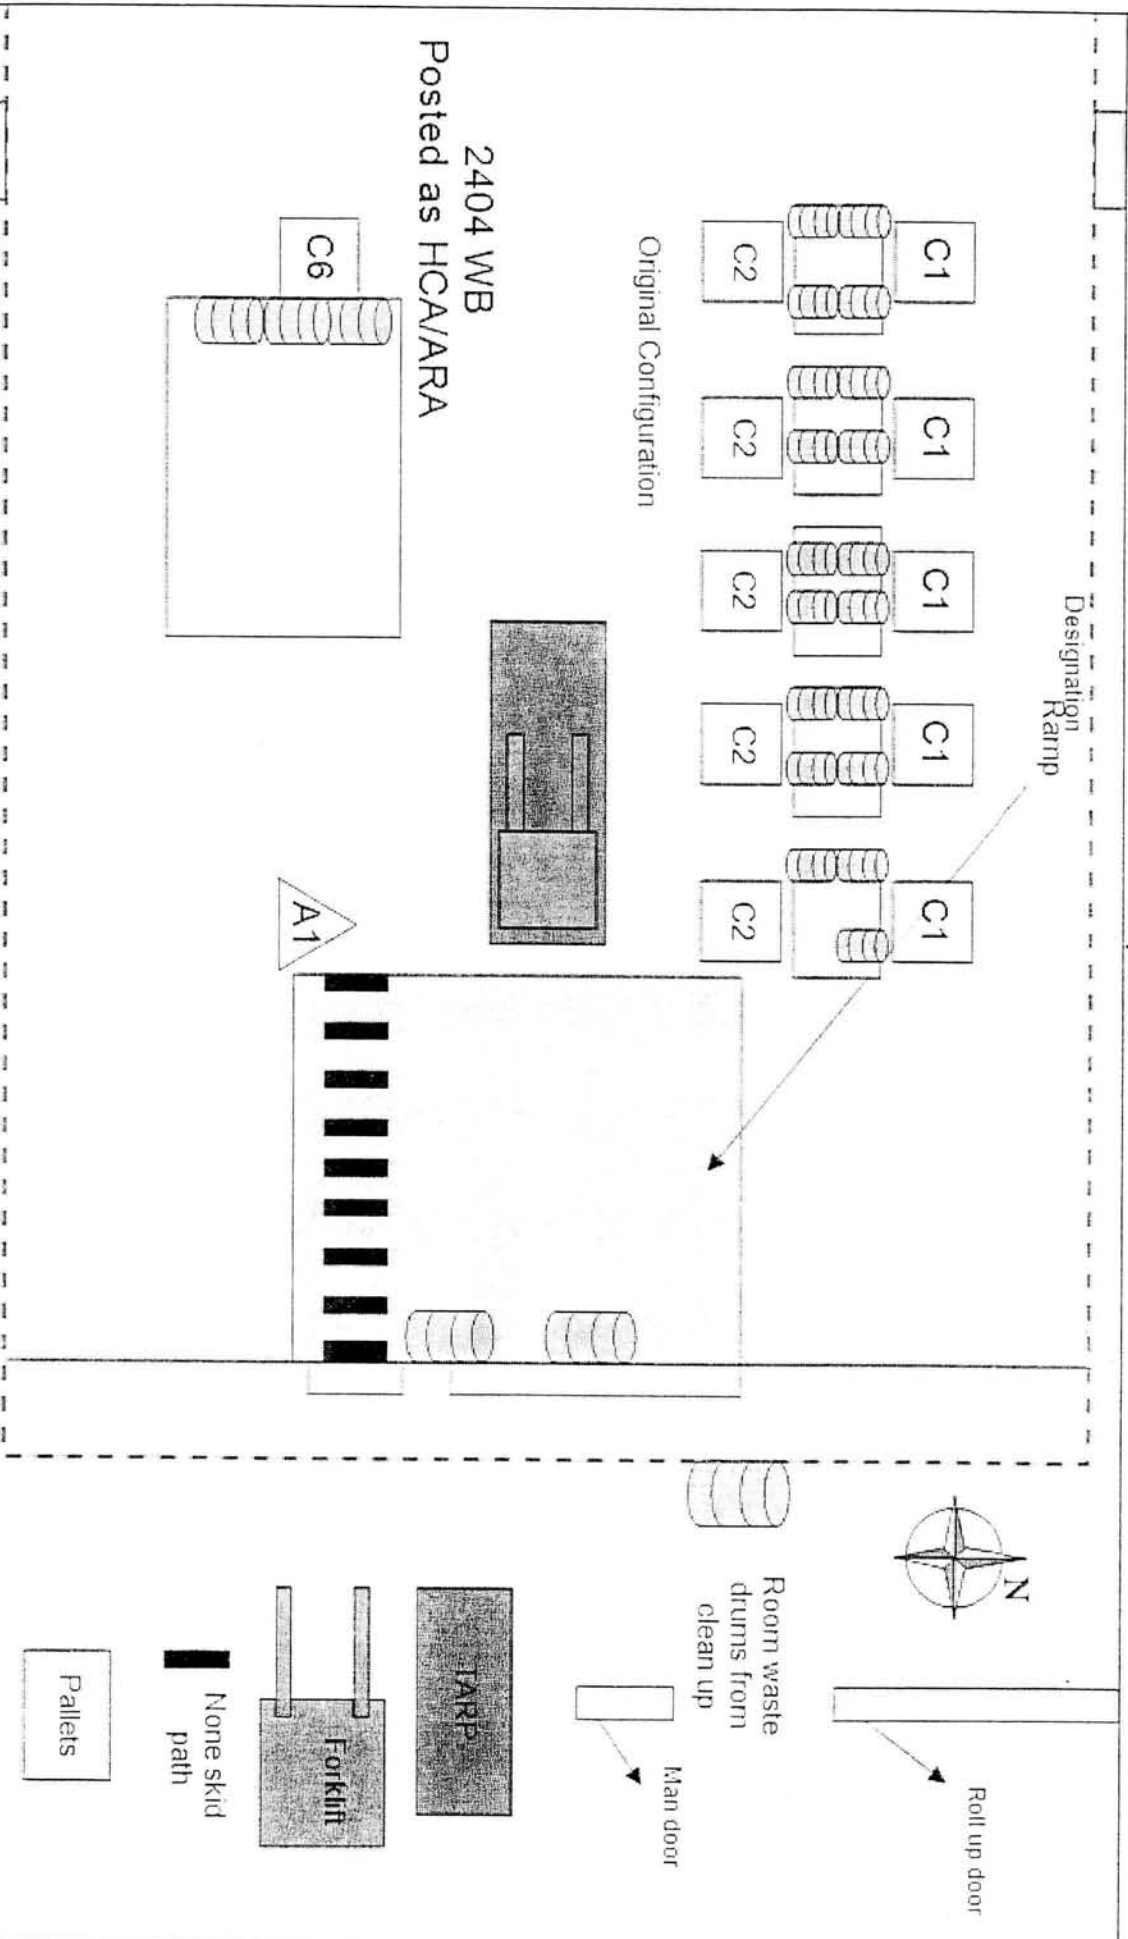 Designation
Ramp
C1
C1
C1
C1
C1
C2
C2
C2
C2
C2
Original Configuration
2404 WB
Posted as HCA/ARA
C6
A1
N
Roll up door
Room waste
drums from
clean up
Man door
TARP
Forklift
None skid
path
Pallets